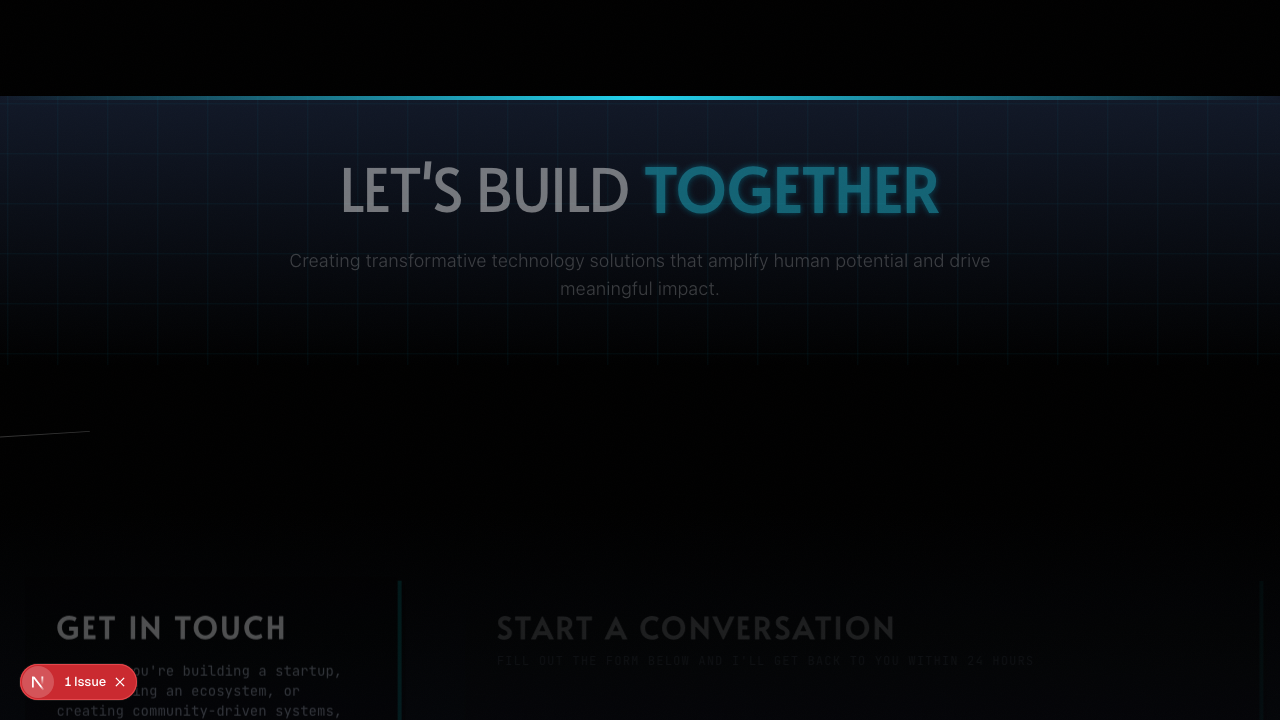 LET'S BUILD TOGETHER
Creating transformative technology solutions that amplify human potential and drive
meaningful impact.
GET IN TOUCH
ou're building a startup,
ing an ecosystem, or
creating community-driven systems,
START A CONVERSATION
FILL OUT THE FORM BELOW AND I'LL GET BACK TO YOU WITHIN 24 HOURS
N 1 Issue